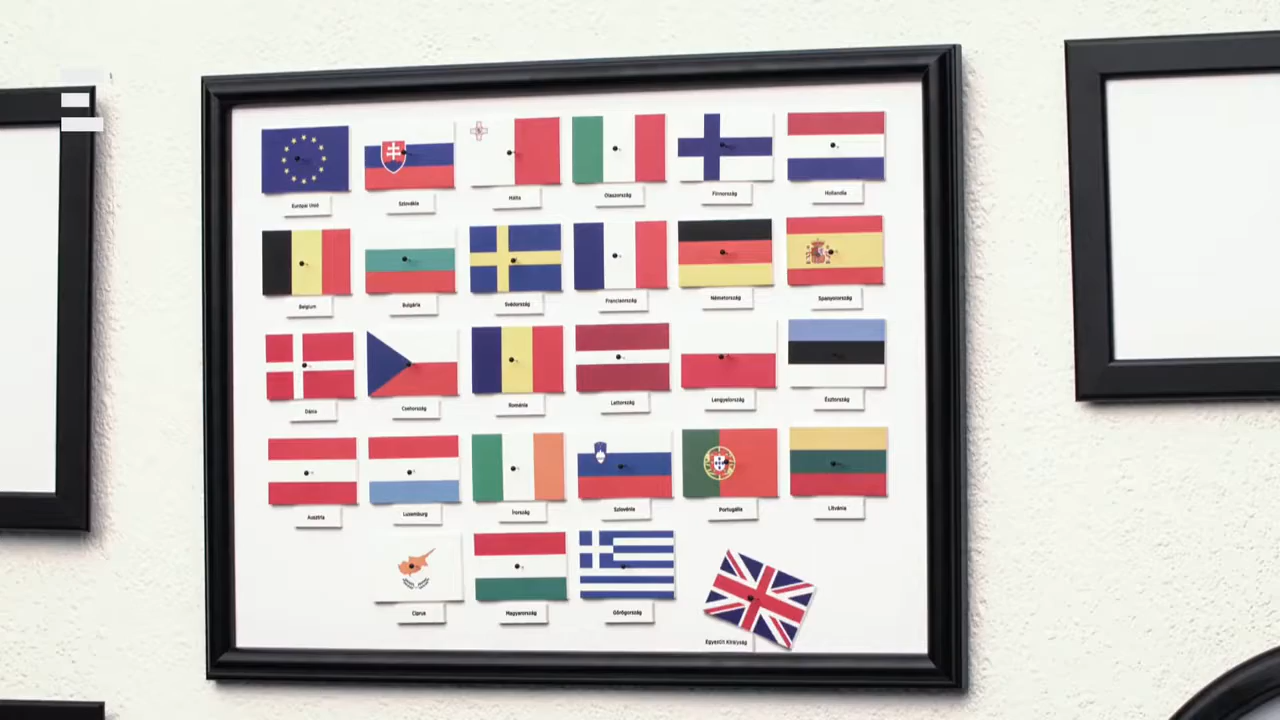 Európai Unió
Szlovákia
Málta
Olaszország
Finnország
Hollandia
Belgium
Bulgária
Svédország
Franciaország
Németország
Spanyolország
Dánia
Csehország
Románia
Lettország
Lengyelország
Észtország
Ausztria
Luxemburg
Írország
Szlovénia
Portugália
Litvánia
Ciprus
Magyarország
Görögország
Egyesült Királyság